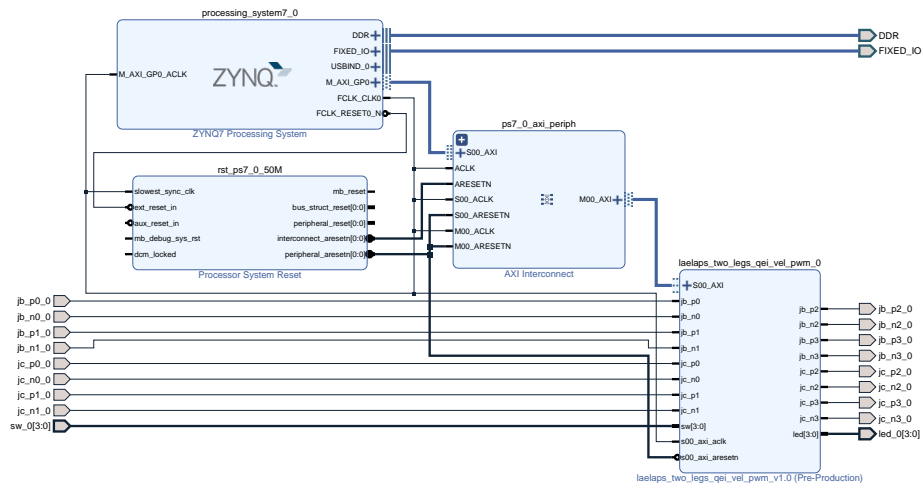 processing_system7_0
DDR
FIXED_IO
USBIND_0
M_AXI_GP0_ACLK
M_AXI_GP0
FCLK_CLK0
FCLK_RESET0_N
ZYNQ
ZYNQ7 Processing System
DDR
FIXED_IO
rst_ps7_0_50M
slowest_sync_clk
mb_reset
ext_reset_in
bus_struct_reset[0:0]
aux_reset_in
peripheral_reset[0:0]
mb_debug_sys_rst
interconnect_aresetn[0:0]
dcm_locked
peripheral_aresetn[0:0]
Processor System Reset
ps7_0_axi_periph
S00_AXI
ACLK
ARESETN
S00_ACLK
M00_AXI
S00_ARESETN
M00_ACLK
M00_ARESETN
AXI Interconnect
jb_p0_0
jb_n0_0
jb_p1_0
jb_n1_0
jc_p0_0
jc_n0_0
jc_p1_0
jc_n1_0
sw_0[3:0]
laelaps_two_legs_qei_vel_pwm_0
S00_AXI
jb_p0
jb_n0
jb_p1
jb_n1
jc_p0
jc_n0
jc_p1
jc_n1
sw[3:0]
s00_axi_aclk
s00_axi_aresetn
jb_p2
jb_n2
jb_p3
jb_n3
jc_p2
jc_n2
jc_p3
jc_n3
led[3:0]
laelaps_two_legs_qei_vel_pwm_v1.0 (Pre-Production)
jb_p2_0
jb_n2_0
jb_p3_0
jb_n3_0
jc_p2_0
jc_n2_0
jc_p3_0
jc_n3_0
led_0[3:0]